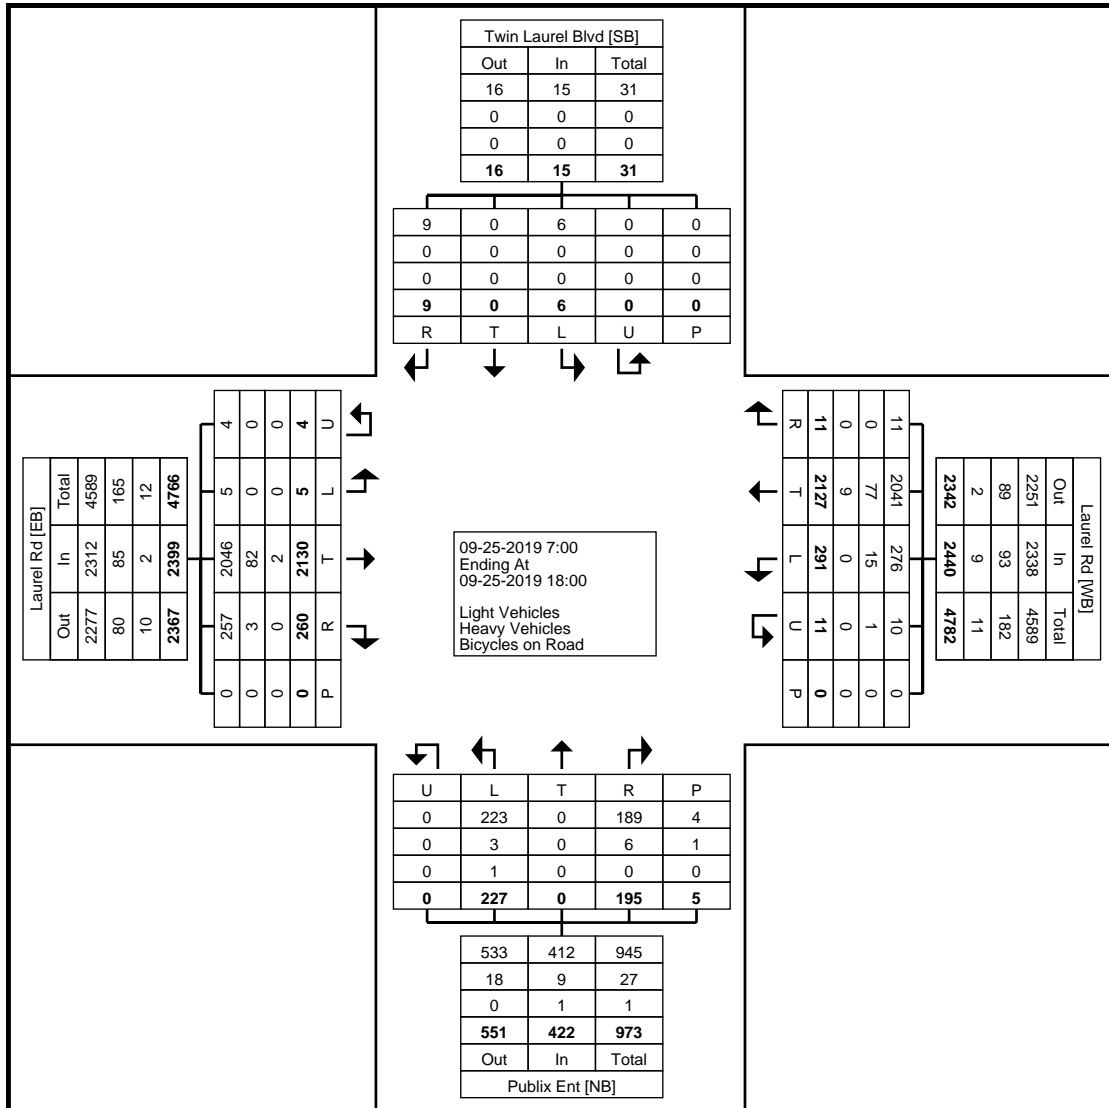 Twin Laurel Blvd [SB]
Out In Total
16 15 31
0 0 0
0 0 0
16 15 31
9 0 6 0 0
0 0 0 0 0
0 0 0 0 0
9 0 6 0 0
R T L U P
Laurel Rd [EB]
Out In Total
2277 2312 4589
80 85 165
10 2 12
2367 2399 4766
0 257 2046 5 4
0 3 82 0 0
0 0 2 0 0
0 260 2130 5 4
P R T L U
09-25-2019 7:00
Ending At
09-25-2019 18:00
Light Vehicles
Heavy Vehicles
Bicycles on Road
Laurel Rd [WB]
Out In Total
2251 2338 4589
89 93 182
2 9 11
2342 2440 4782
11 2041 276 10 0
0 77 15 1 0
0 9 0 0 0
11 2127 291 11 0
R T L U P
U L T R P
0 223 0 189 4
0 3 0 6 1
0 1 0 0 0
0 227 0 195 5
533 412 945
18 9 27
0 1 1
551 422 973
Out In Total
Publix Ent [NB]